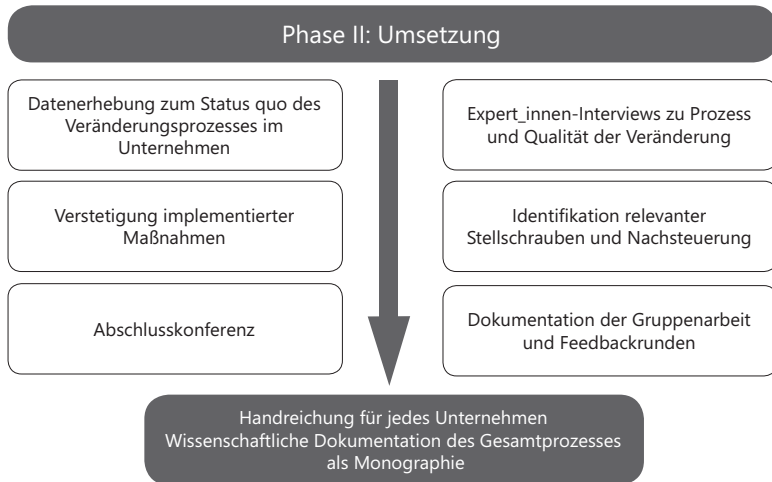 Phase II: Umsetzung
Datenerhebung zum Status quo des
Veränderungsprozesses im
Unternehmen
Expert_innen-Interviews zu Prozess
und Qualität der Veränderung
Verstetigung implementierter
Maßnahmen
Identifikation relevanter
Stellschrauben und Nachsteuerung
Abschlusskonferenz
Dokumentation der Gruppenarbeit
und Feedbackrunden
Handreichung für jedes Unternehmen
Wissenschaftliche Dokumentation des Gesamtprozesses
als Monographie